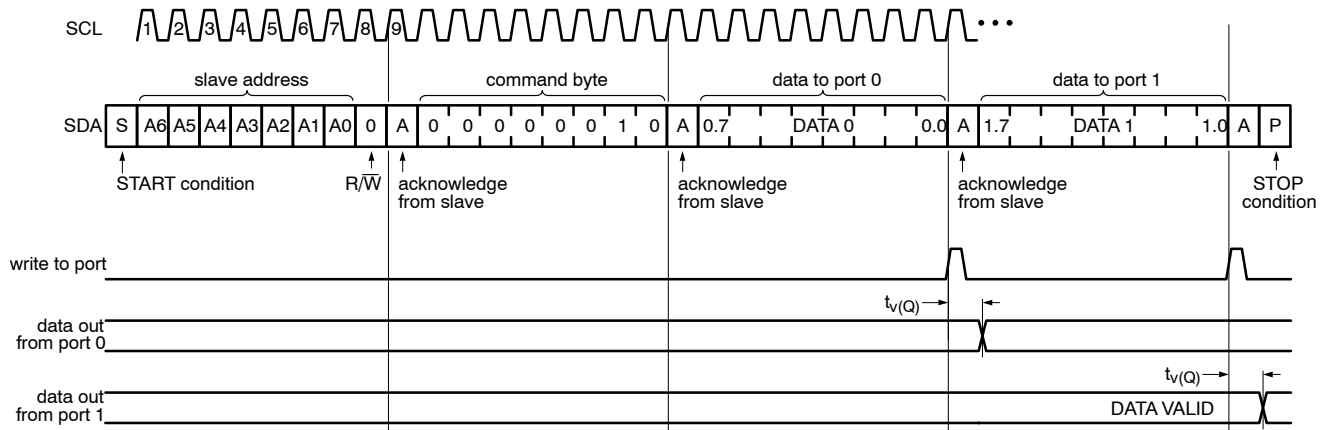 SCL 1 2 3 4 5 6 7 8 9 •••
slave address command byte data to port 0 data to port 1
SDA S A6 A5 A4 A3 A2 A1 A0 0 A 0 0 0 0 0 0 1 0 A 0.7 DATA 0 0.0 A 1.7 DATA 1 1.0 A P
START condition R/W̅ acknowledge acknowledge acknowledge STOP
from slave from slave from slave condition
write to port
tv(Q)
data out
from port 0
tv(Q)
data out
from port 1 DATA VALID